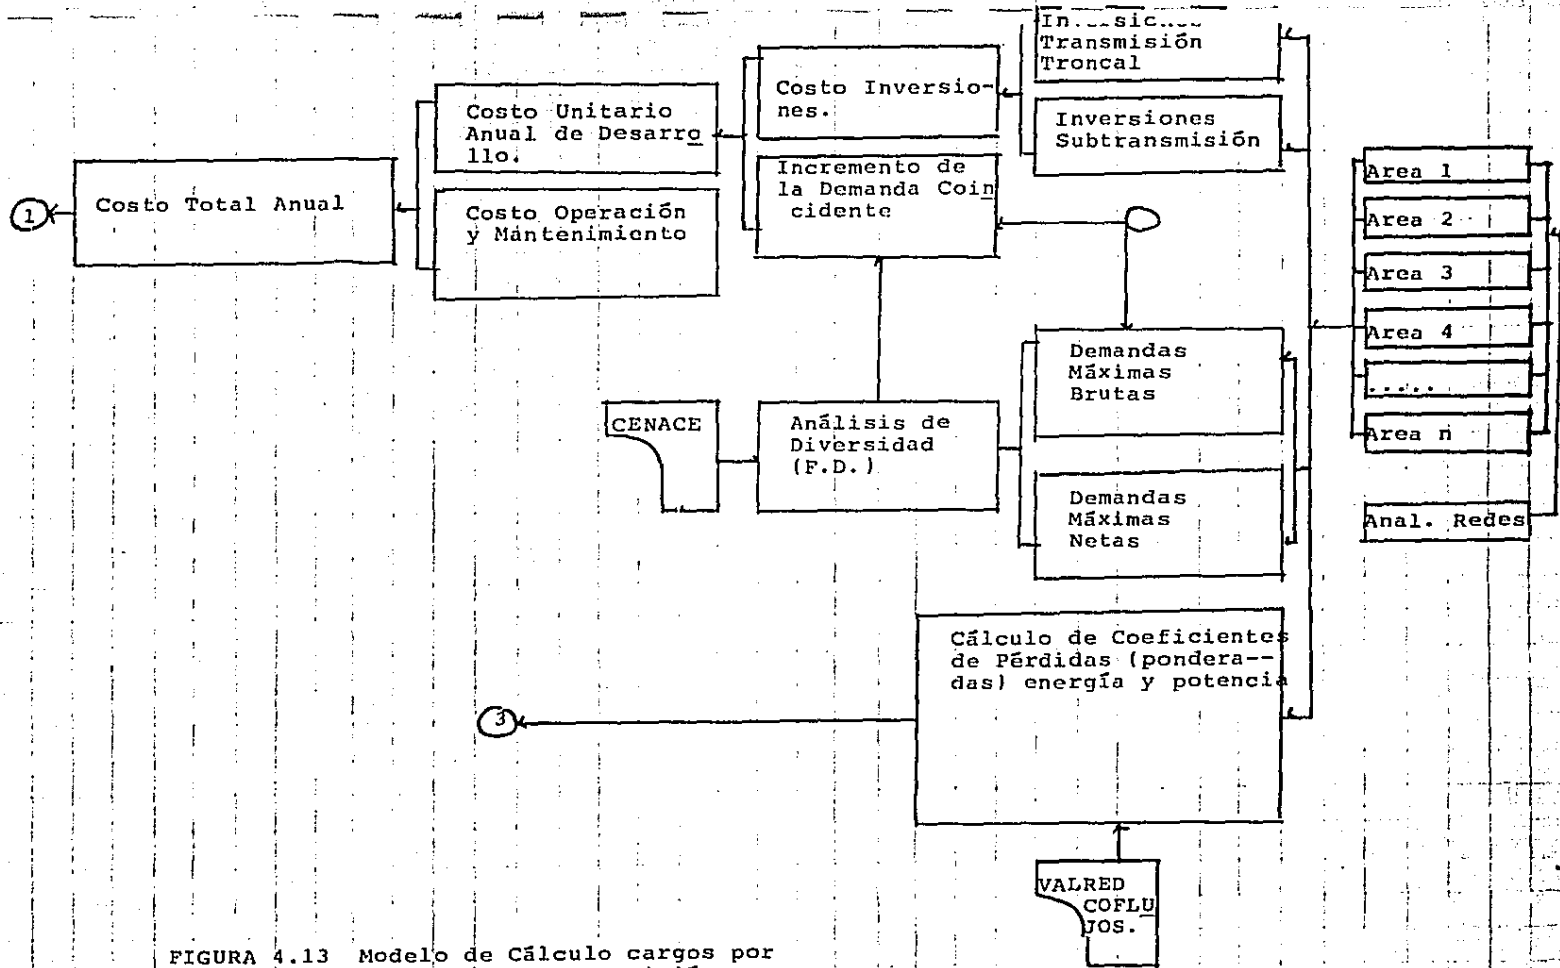 Transmisión
Troncal
Costo Inversio-
nes.
Inversiones
Subtransmisión
Costo Unitario
Anual de Desarro
llo.
Incremento de
la Demanda Coin
cidente
Costo Total Anual
1
Costo Operación
y Mantenimiento
Area 1
Area 2
Area 3
Area 4
.....
Area n
Anal. Redes
Demandas
Máximas
Brutas
CENACE
Análisis de
Diversidad
(F.D.)
Demandas
Máximas
Netas
Cálculo de Coeficientes
de Pérdidas (pondera--
das) energía y potencia
3
VALRED
COFLU
JOS.
FIGURA 4.13 Modelo de Cálculo cargos por